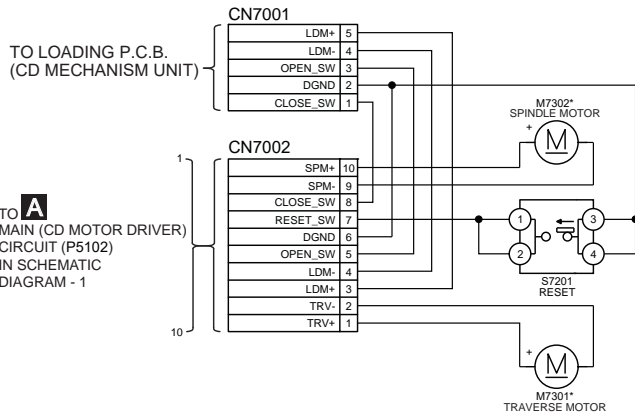 CN7001
TO LOADING P.C.B.
(CD MECHANISM UNIT)
LDM+ 5
LDM- 4
OPEN_SW 3
DGND 2
CLOSE_SW 1
M7302*
SPINDLE MOTOR
+
M
CN7002
1
SPM+ 10
SPM- 9
CLOSE_SW 8
RESET_SW 7
DGND 6
OPEN_SW 5
LDM- 4
LDM+ 3
TRV- 2
TRV+ 1
TO A
MAIN (CD MOTOR DRIVER)
CIRCUIT (P5102)
IN SCHEMATIC
DIAGRAM - 1
10
1 3
2 4
S7201
RESET
+
M
M7301*
TRAVERSE MOTOR